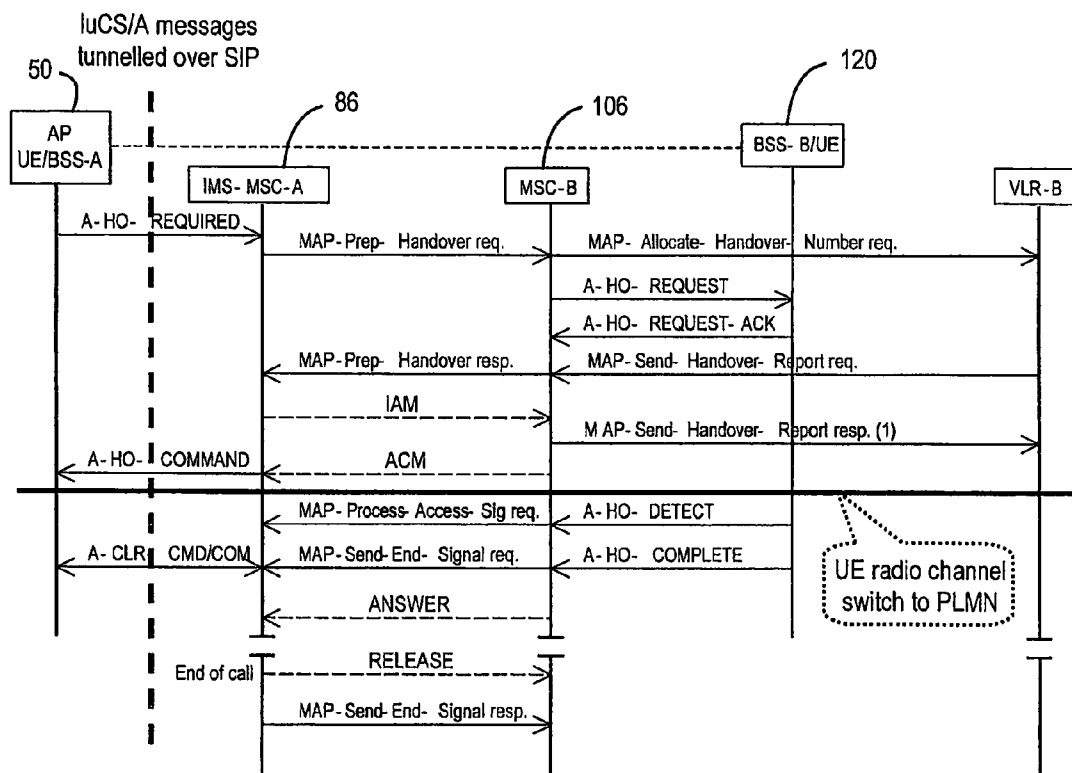 IuCS/A messages
tunnelled over SIP
50
86
106
120
AP
UE/BSS-A
IMS- MSC-A
MSC-B
BSS- B/UE
VLR-B
A- HO- REQUIRED
MAP- Prep- Handover req.
MAP- Allocate- Handover- Number req.
A- HO- REQUEST
A- HO- REQUEST- ACK
MAP- Prep- Handover resp.
MAP- Send- Handover- Report req.
IAM
M AP- Send- Handover- Report resp. (1)
A- HO- COMMAND
ACM
MAP- Process- Access- Sig req.
A- HO- DETECT
A- CLR CMD/COM
MAP- Send- End- Signal req.
A- HO- COMPLETE
UE radio channel
switch to PLMN
ANSWER
End of call
RELEASE
MAP- Send- End- Signal resp.